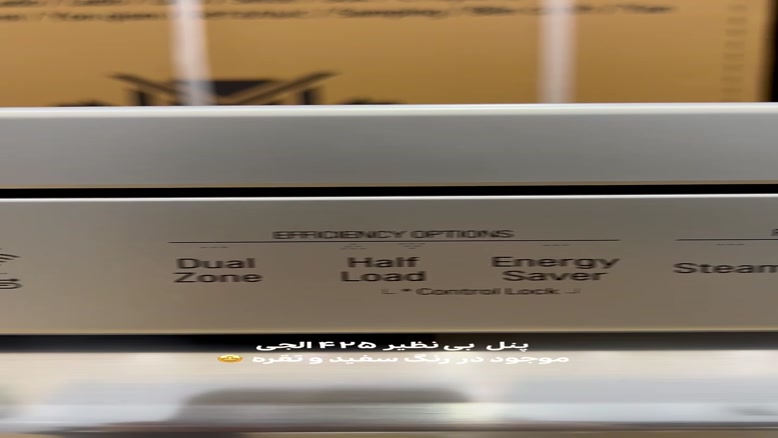 EFFICIENCY OPTIONS
Dual Zone
Half Load
Energy Saver
Steam
* Control Lock
پنل بی نظیر ۴۲۵ الجی
موجود در رنگ سفید و نقره 🤩